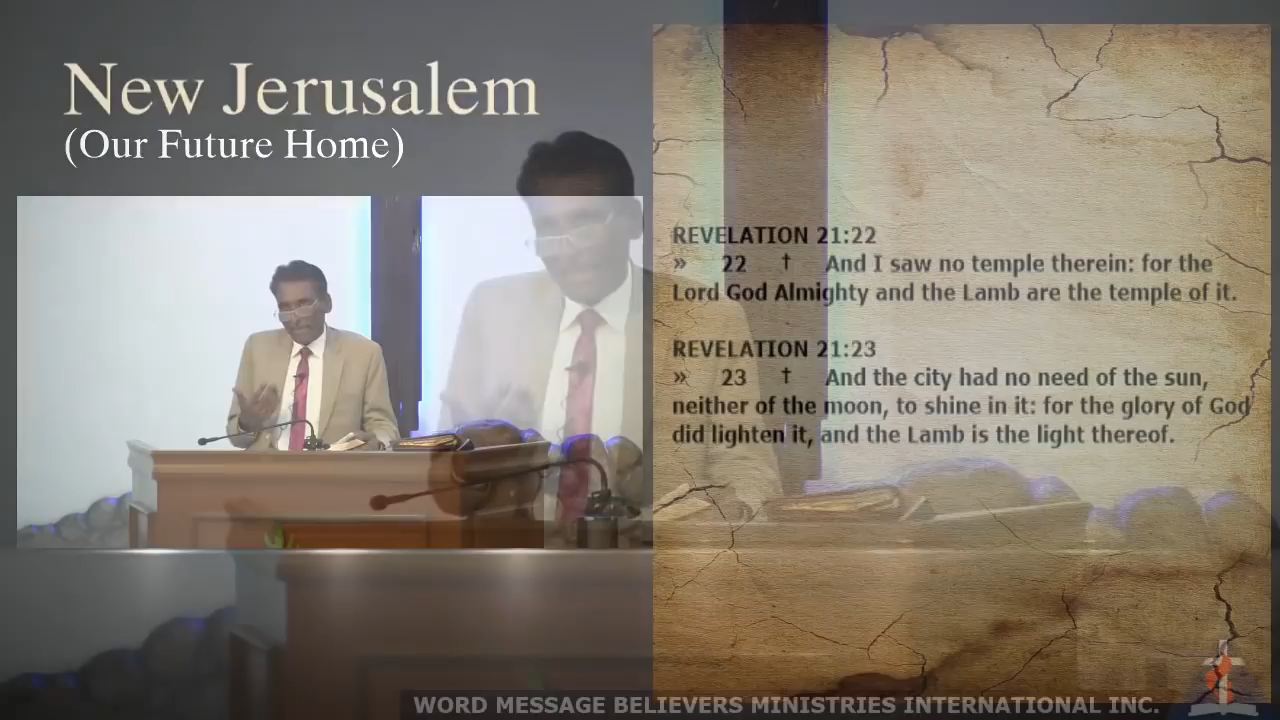 New Jerusalem
(Our Future Home)
REVELATION 21:22
» 22 † And I saw no temple therein: for the
Lord God Almighty and the Lamb are the temple of it.
REVELATION 21:23
» 23 † And the city had no need of the sun,
neither of the moon, to shine in it: for the glory of God
did lighten it, and the Lamb is the light thereof.
WORD MESSAGE BELIEVERS MINISTRIES INTERNATIONAL INC.